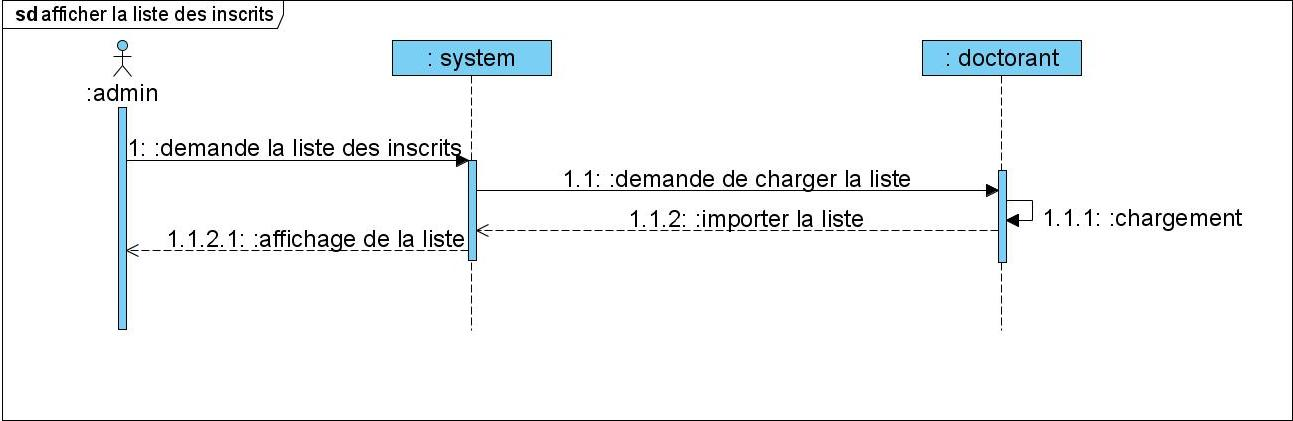 sd afficher la liste des inscrits
:admin
: system
: doctorant
1: :demande la liste des inscrits
1.1: :demande de charger la liste
1.1.1: :chargement
1.1.2: :importer la liste
1.1.2.1: :affichage de la liste